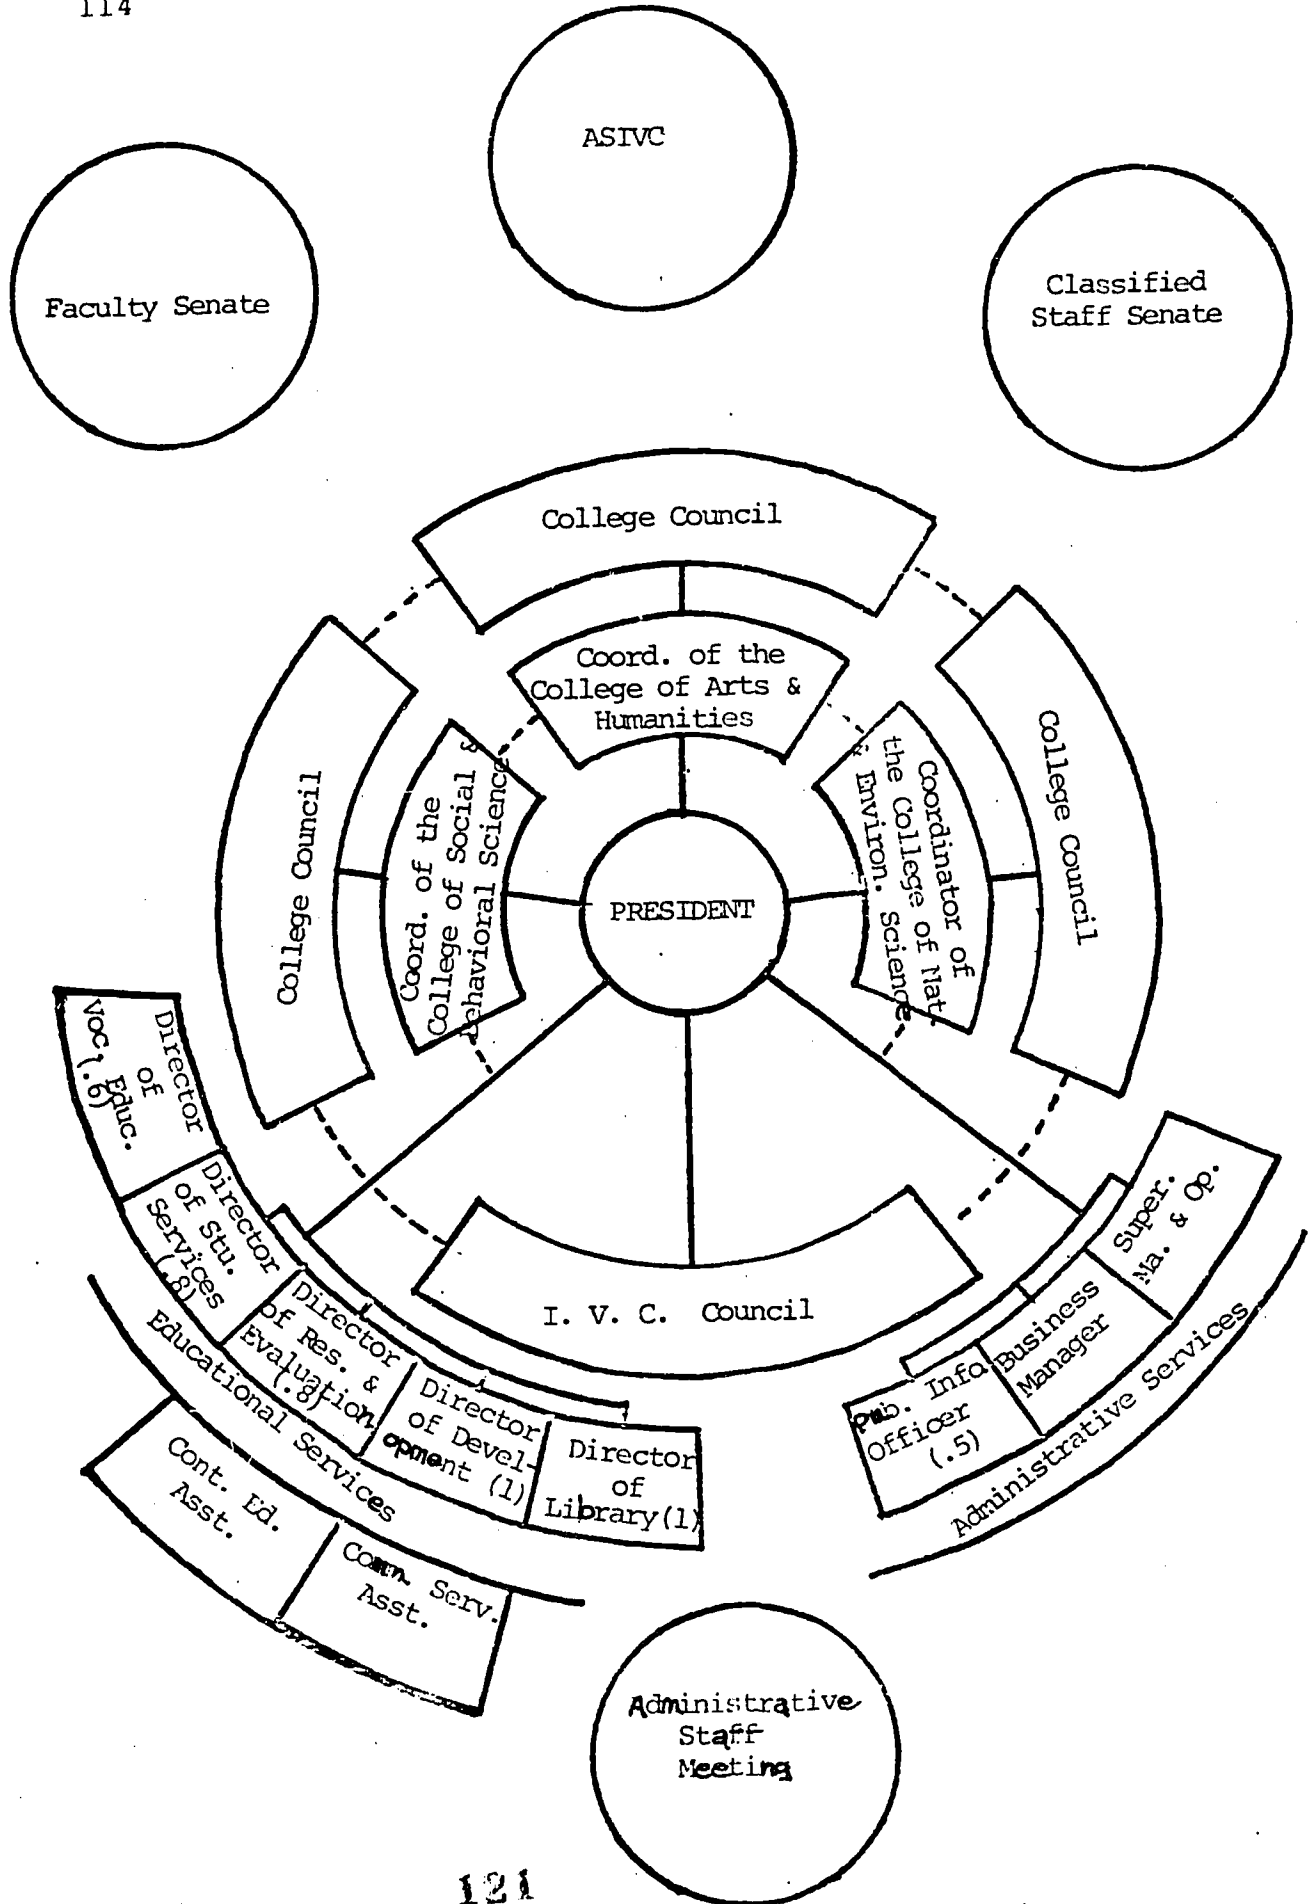 114
ASIVC
Faculty Senate
Classified
Staff Senate
College Council
Coord. of the
College of Arts &
Humanities
College Council
Coord. of the
College of Social &
Behavioral Science
PRESIDENT
Coordinator of
the College of Nat.
& Environ. Science
College Council
I. V. C. Council
Director
of
Voc. Educ.
(.6)
Director
of Stu.
Services
(.8)
Director
of Res. &
Evaluation
(.8)
Director
of Devel-
opment (1)
Director
of
Library(1)
Educational Services
Cont. Ed.
Asst.
Comm. Serv.
Asst.
Super.
Ma. & Op.
Business
Manager
Pub. Info
Officer
(.5)
Administrative Services
Administrative
Staff
Meeting
121